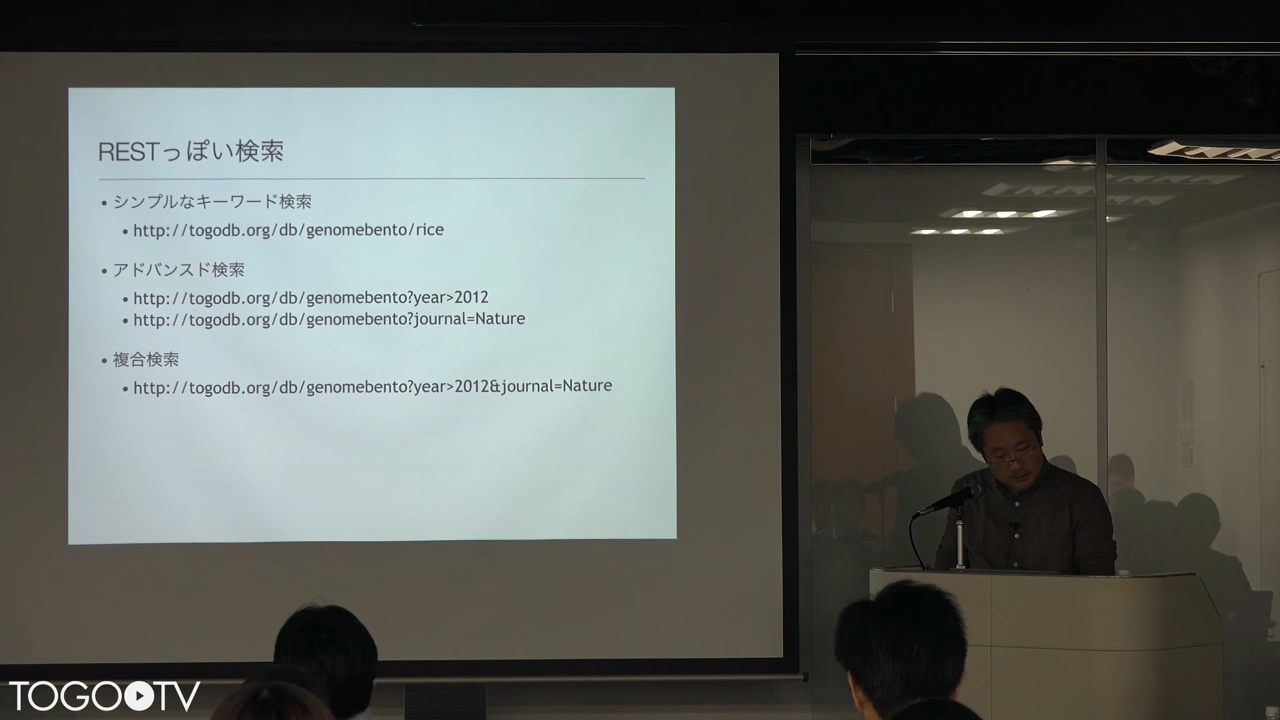 RESTっぽい検索
• シンプルなキーワード検索
• http://togodb.org/db/genomebento/rice
• アドバンスド検索
• http://togodb.org/db/genomebento?year>2012
• http://togodb.org/db/genomebento?journal=Nature
• 複合検索
• http://togodb.org/db/genomebento?year>2012&journal=Nature
TOGOTV